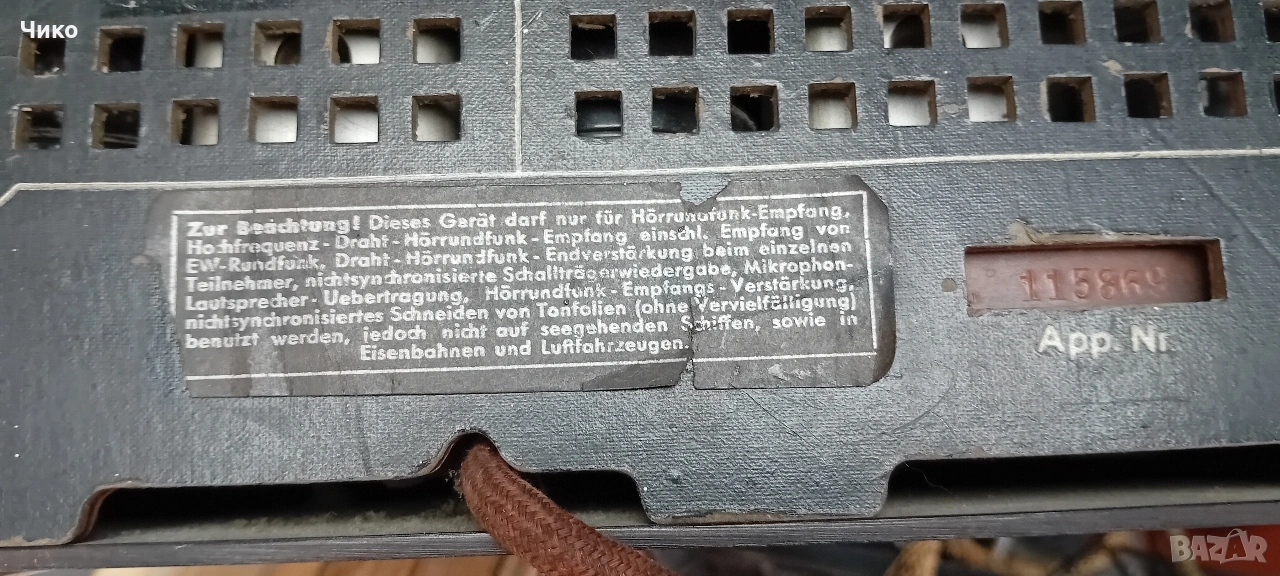 Чико
Zur Beachtung! Dieses Gerät darf nur für Hörrundfunk-Empfang,
Hochfrequenz-Draht-Hörrundfunk-Empfang einschl. Empfang von
EW-Rundfunk, Draht-Hörrundfunk-Endverstärkung beim einzelnen
Teilnehmer, nichtsynchronisierte Schallträgerwiedergabe, Mikrophon-
Lautsprecher-Uebertragung, Hörrundfunk-Empfangs-Verstärkung,
nichtsynchronisiertes Schneiden von Tonfolien (ohne Vervielfälligung)
benutzt werden, jedoch nicht auf seegehenden Schiffen, sowie in
Eisenbahnen und Luftfahrzeugen.
115869
App. Nr.
BAZAR